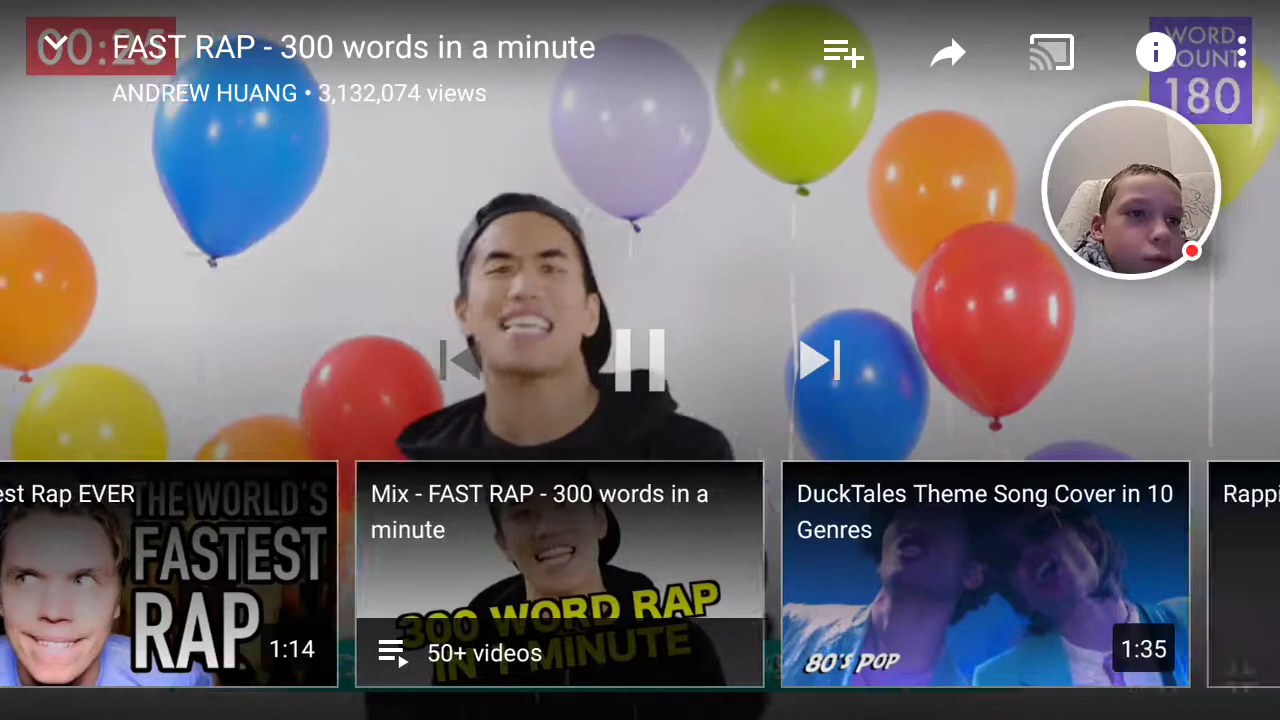 00:25
FAST RAP - 300 words in a minute
ANDREW HUANG • 3,132,074 views
WORD
COUNT
180
est Rap EVER
THE WORLD'S
FASTEST
RAP
1:14
Mix - FAST RAP - 300 words in a
minute
300 WORD RAP
IN 1 MINUTE
50+ videos
DuckTales Theme Song Cover in 10
Genres
80's POP
1:35
Rappi